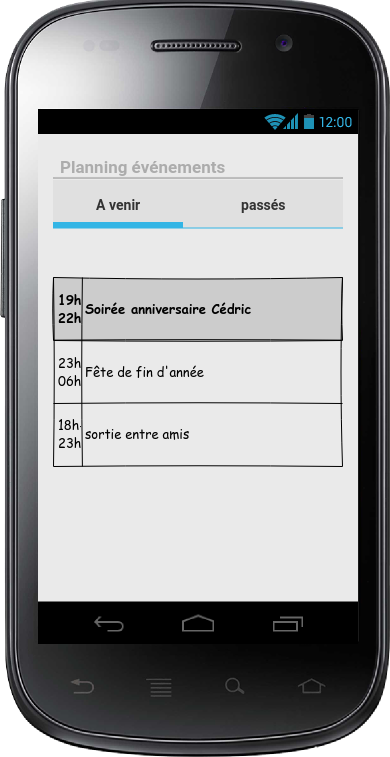 12:00
Planning événements
A venir passés
19h Soirée anniversaire Cédric
22h
23h Fête de fin d'année
06h
18h- sortie entre amis
23h